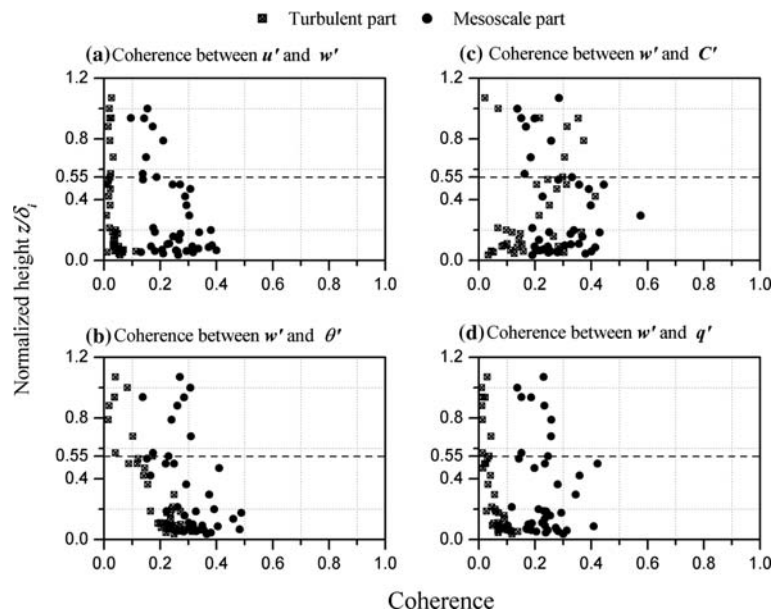 Turbulent part Mesoscale part
(a) Coherence between u' and w'
(c) Coherence between w' and C'
1.2
0.8
0.55
0.4
0.0
0.0 0.2 0.4 0.6 0.8 1.0
1.2
0.8
0.55
0.4
0.0
0.0 0.2 0.4 0.6 0.8 1.0
(b) Coherence between w' and θ'
(d) Coherence between w' and q'
1.2
0.8
0.55
0.4
0.0
0.0 0.2 0.4 0.6 0.8 1.0
1.2
0.8
0.55
0.4
0.0
0.0 0.2 0.4 0.6 0.8 1.0
Normalized height z/δi
Coherence